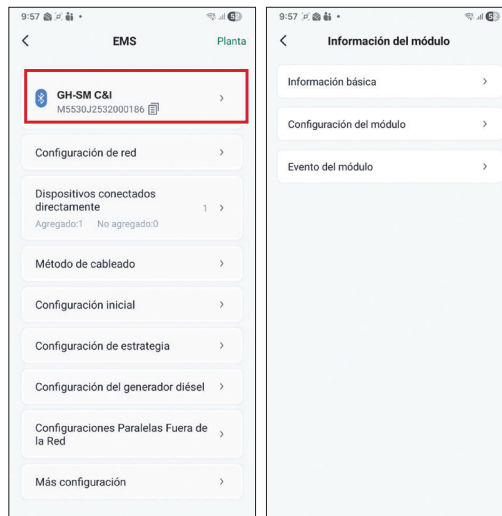 9:57
EMS
Planta
GH-SM C&I
M5530J2532000186
Configuración de red
Dispositivos conectados
directamente
1
Agregado:1 No agregado:0
Método de cableado
Configuración inicial
Configuración de estrategia
Configuración del generador diésel
Configuraciones Paralelas Fuera de
la Red
Más configuración
9:57
Información del módulo
Información básica
Configuración del módulo
Evento del módulo